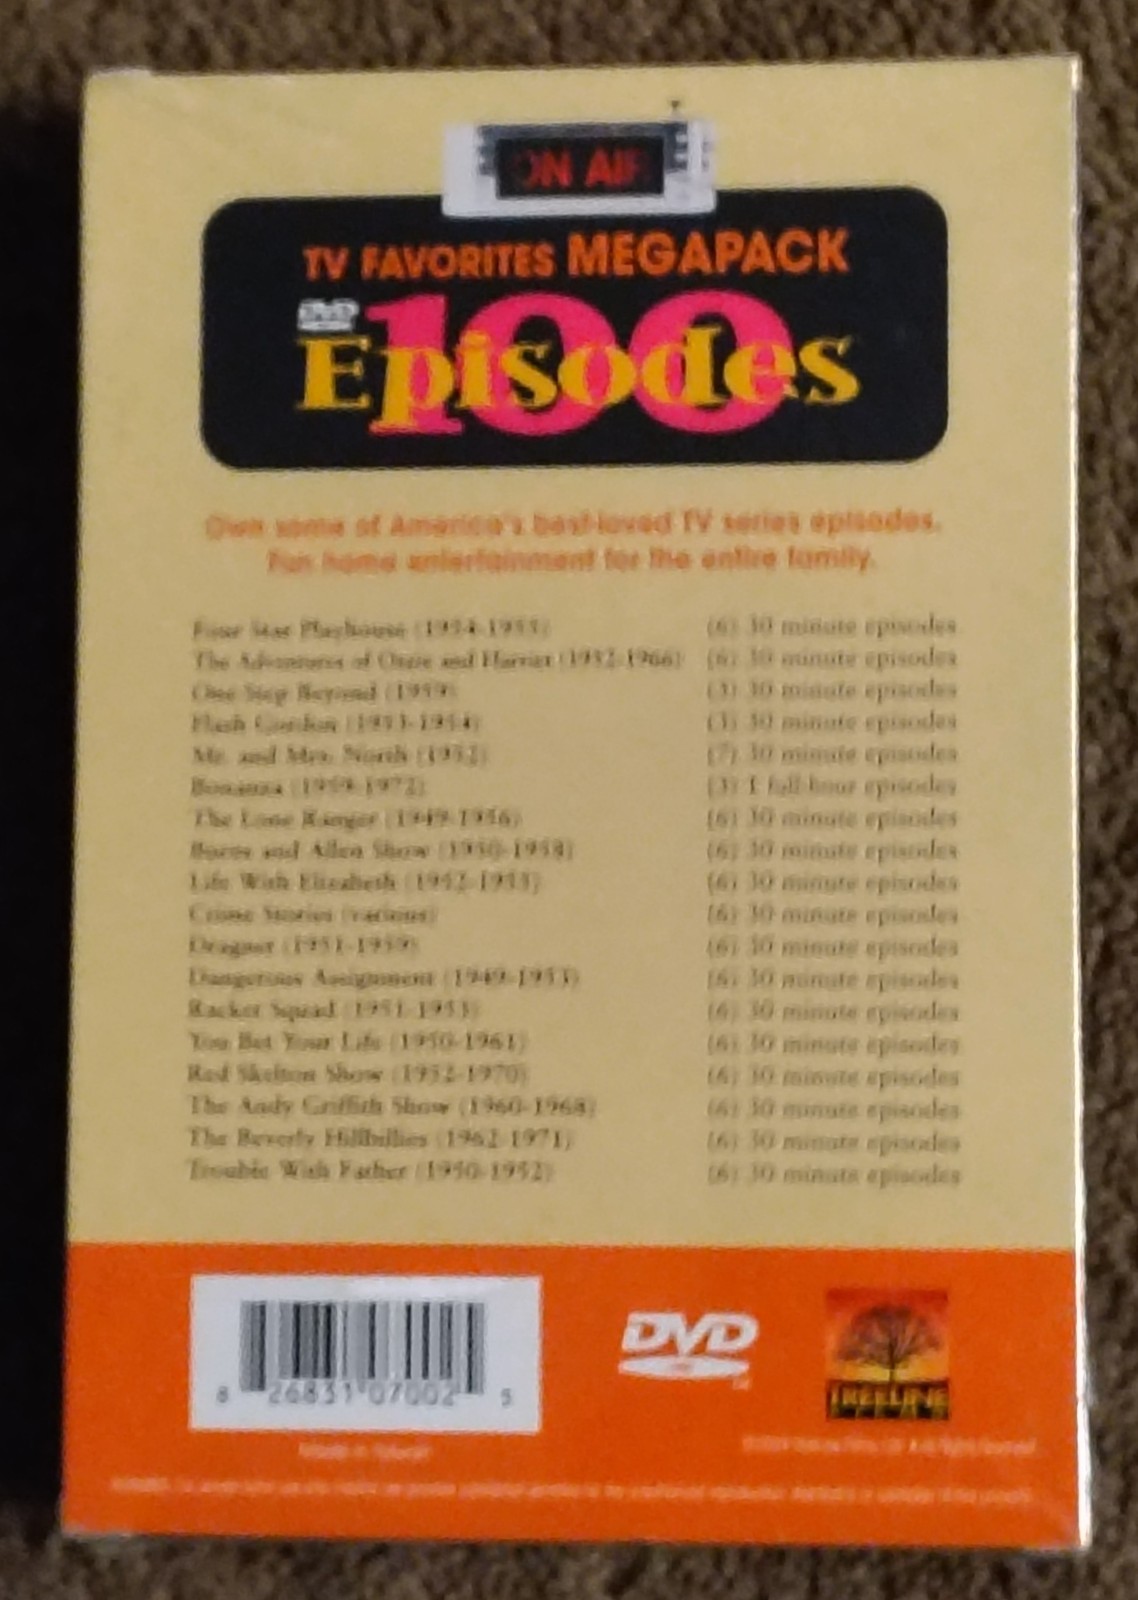 ON AIR
TV FAVORITES MEGAPACK
DVD
100
Episodes
Own some of America's best-loved TV series episodes.
Fun home entertainment for the entire family.
Four Star Playhouse (1954-1955) (6) 30 minute episodes
The Adventures of Ozzie and Harriet (1952-1966) (6) 30 minute episodes
One Step Beyond (1959) (3) 30 minute episodes
Flash Gordon (1953-1954) (3) 30 minute episodes
Mr. and Mrs. North (1952) (7) 30 minute episodes
Bonanza (1959-1972) (3) 1 full-hour episodes
The Lone Ranger (1949-1956) (6) 30 minute episodes
Burns and Allen Show (1950-1958) (6) 30 minute episodes
Life With Elizabeth (1952-1955) (6) 30 minute episodes
Crime Stories (various) (6) 30 minute episodes
Dragnet (1951-1959) (6) 30 minute episodes
Dangerous Assignment (1949-1953) (6) 30 minute episodes
Racket Squad (1951-1953) (6) 30 minute episodes
You Bet Your Life (1950-1961) (6) 30 minute episodes
Red Skelton Show (1952-1970) (6) 30 minute episodes
The Andy Griffith Show (1960-1968) (6) 30 minute episodes
The Beverly Hillbillies (1962-1971) (6) 30 minute episodes
Trouble With Father (1950-1952) (6) 30 minute episodes
8 26831 07002 5
DVD
TREELINE
FILMS
Made in Taiwan